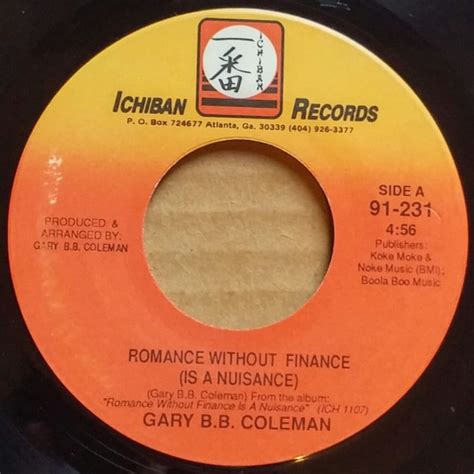 一番
ICHIBAN
ICHIBAN RECORDS
P. O. Box 724677 Atlanta, Ga. 30339 (404) 926-3377
SIDE A
91-231
4:56
Publishers:
Koke Moke &
Noke Music (BMI);
Boola Boo Music
PRODUCED &
ARRANGED BY:
GARY B.B. COLEMAN
ROMANCE WITHOUT FINANCE
(IS A NUISANCE)
(Gary B.B. Coleman) From the album:
"Romance Without Finance Is A Nuisance" (ICH 1107)
GARY B.B. COLEMAN